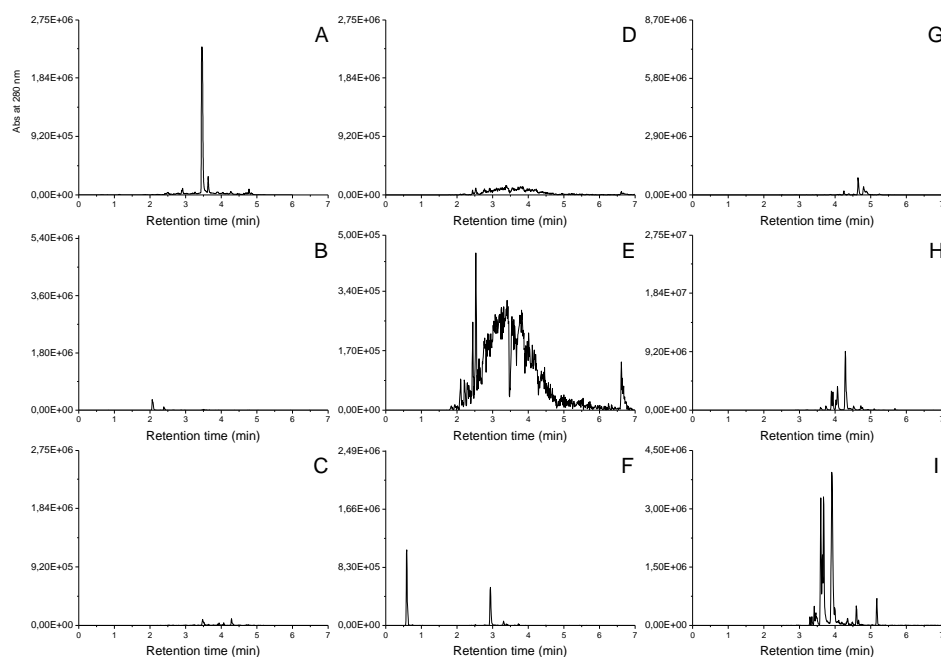 Abs at 280 nm
2,75E+06
1,84E+06
9,20E+05
0,00E+00
0 1 2 3 4 5 6 7
Retention time (min)
A
2,75E+06
1,84E+06
9,20E+05
0,00E+00
0 1 2 3 4 5 6 7
Retention time (min)
D
8,70E+06
5,80E+06
2,90E+06
0,00E+00
0 1 2 3 4 5 6 7
Retention time (min)
G
5,40E+06
3,60E+06
1,80E+06
0,00E+00
0 1 2 3 4 5 6 7
Retention time (min)
B
5,00E+05
3,40E+05
1,70E+05
0,00E+00
0 1 2 3 4 5 6 7
Retention time (min)
E
2,75E+07
1,84E+07
9,20E+06
0,00E+00
0 1 2 3 4 5 6 7
Retention time (min)
H
2,75E+06
1,84E+06
9,20E+05
0,00E+00
0 1 2 3 4 5 6 7
Retention time (min)
C
2,49E+06
1,66E+06
8,30E+05
0,00E+00
0 1 2 3 4 5 6 7
Retention time (min)
F
4,50E+06
3,00E+06
1,50E+06
0,00E+00
0 1 2 3 4 5 6 7
Retention time (min)
I